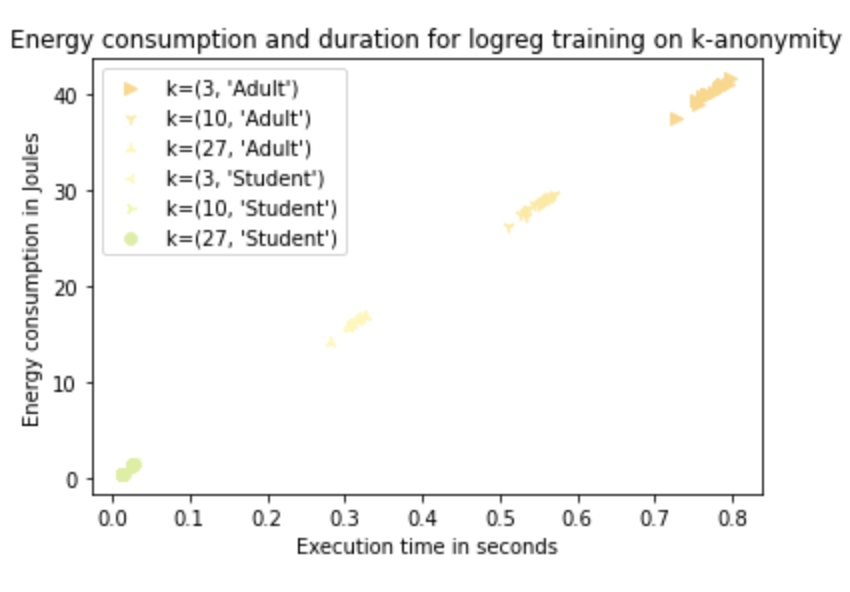 Energy consumption and duration for logreg training on k-anonymity
k=(3, 'Adult')
k=(10, 'Adult')
k=(27, 'Adult')
k=(3, 'Student')
k=(10, 'Student')
k=(27, 'Student')
Energy consumption in Joules
40
30
20
10
0
0.0 0.1 0.2 0.3 0.4 0.5 0.6 0.7 0.8
Execution time in seconds